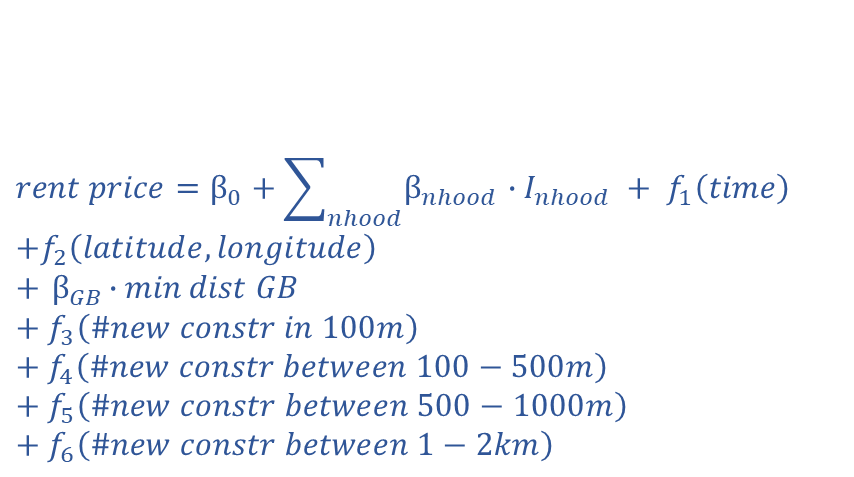 rent price = β₀ + ∑nhood βnhood · Inhood + f₁(time)
+f₂(latitude, longitude)
+ βGB · min dist GB
+ f₃(#new constr in 100m)
+ f₄(#new constr between 100 − 500m)
+ f₅(#new constr between 500 − 1000m)
+ f₆(#new constr between 1 − 2km)